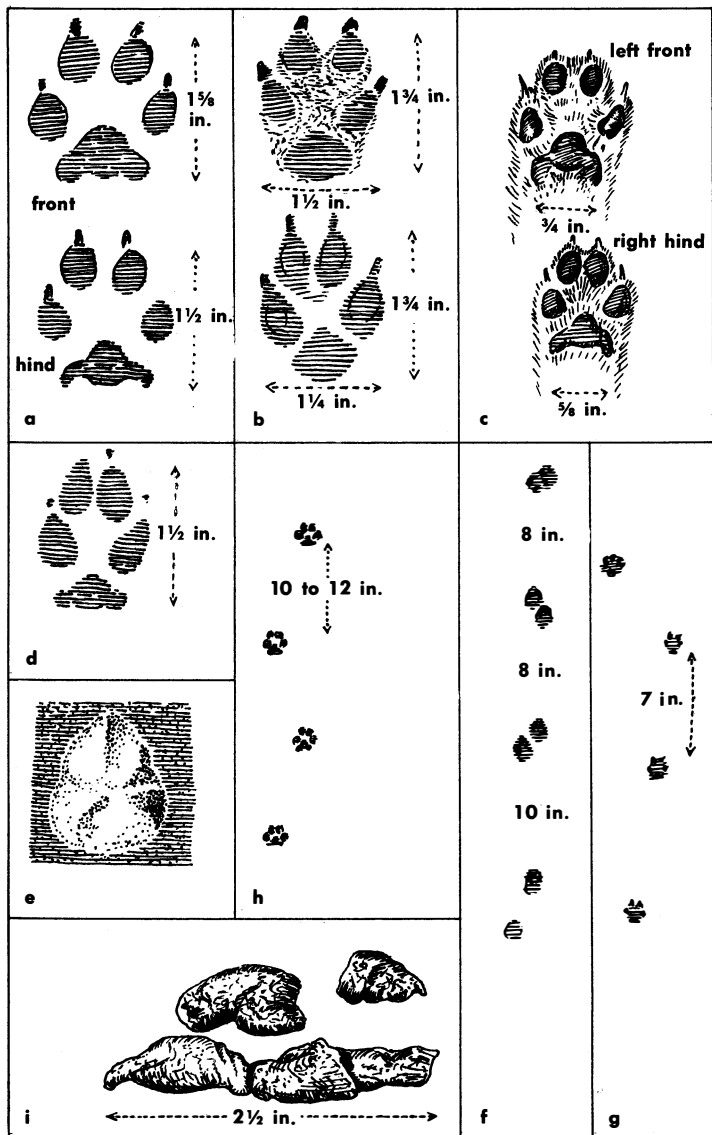 1⅝
in.
front
1½ in.
hind
a
1¾ in.
1½ in.
1¾ in.
1¼ in.
b
left front
¾ in.
right hind
⅝ in.
c
1½ in.
d
e
10 to 12 in.
h
8 in.
8 in.
10 in.
f
7 in.
g
2½ in.
i